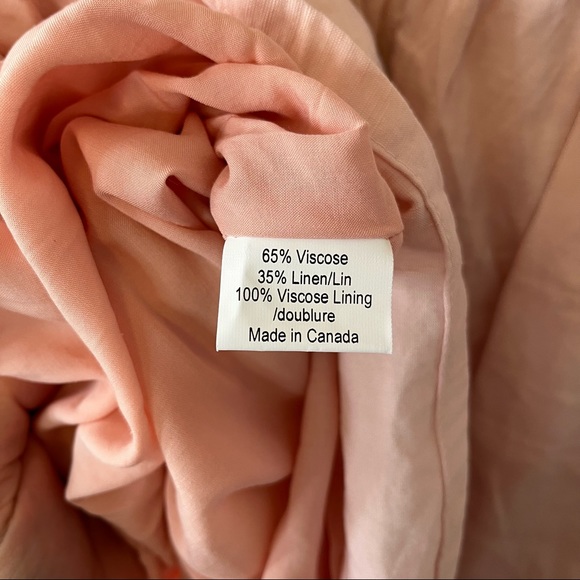 65% Viscose
35% Linen/Lin
100% Viscose Lining
/doublure
Made in Canada